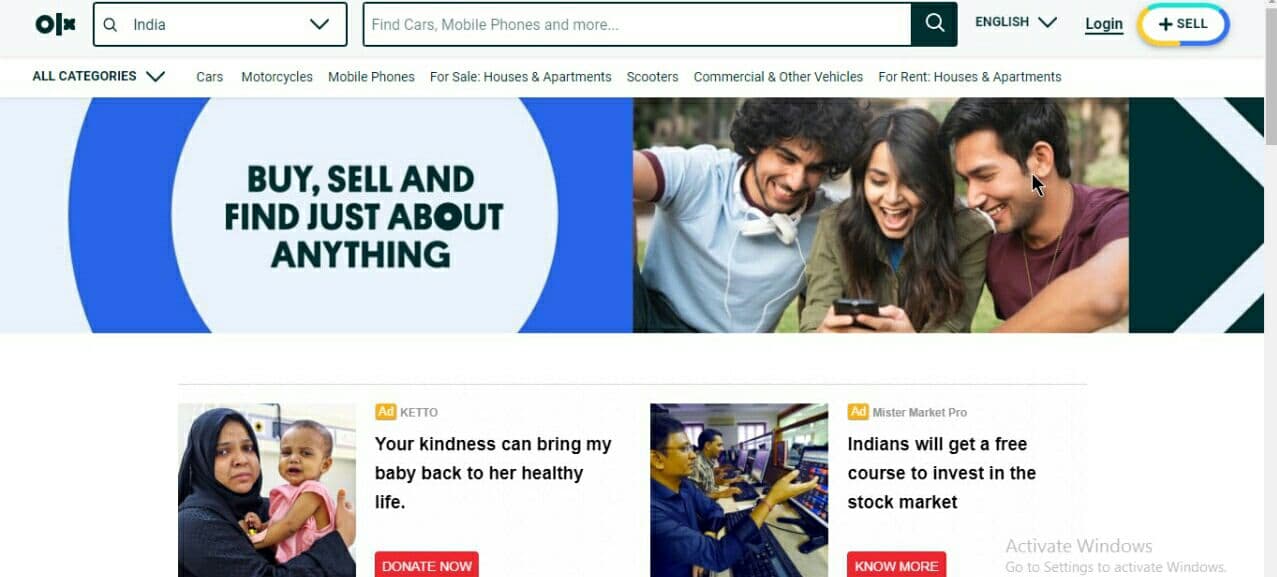 olx
India
Find Cars, Mobile Phones and more...
ENGLISH
Login
+ SELL
ALL CATEGORIES
Cars
Motorcycles
Mobile Phones
For Sale: Houses & Apartments
Scooters
Commercial & Other Vehicles
For Rent: Houses & Apartments
BUY, SELL AND
FIND JUST ABOUT
ANYTHING
Ad KETTO
Your kindness can bring my
baby back to her healthy
life.
DONATE NOW
Ad Mister Market Pro
Indians will get a free
course to invest in the
stock market
KNOW MORE
Activate Windows
Go to Settings to activate Windows.